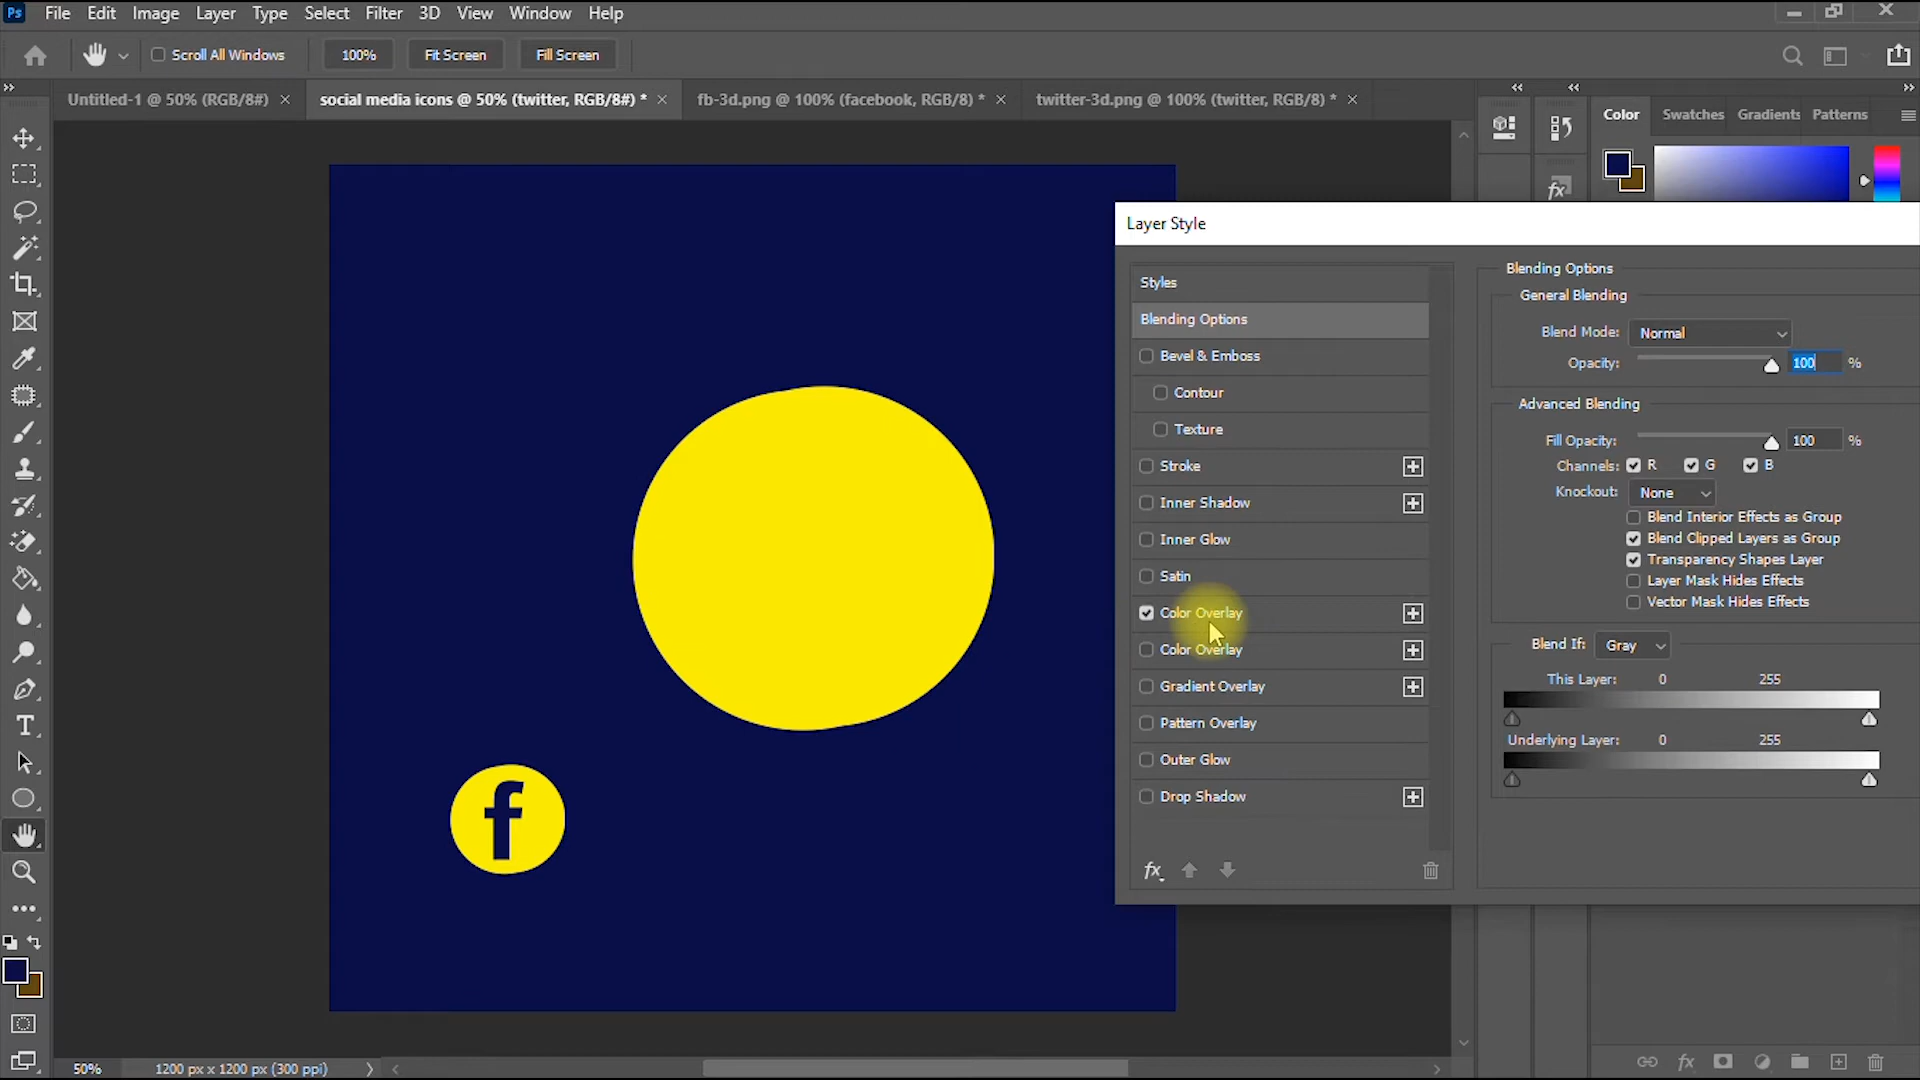 Ps File Edit Image Layer Type Select Filter 3D View Window Help
Scroll All Windows 100% Fit Screen Fill Screen
Untitled-1 @ 50% (RGB/8#) × social media icons @ 50% (twitter, RGB/8#) * × fb-3d.png @ 100% (facebook, RGB/8) * × twitter-3d.png @ 100% (twitter, RGB/8) * ×
Color Swatches Gradients Patterns
fx
Layer Style
Styles
Blending Options
Bevel & Emboss
Contour
Texture
Stroke
Inner Shadow
Inner Glow
Satin
Color Overlay
Color Overlay
Gradient Overlay
Pattern Overlay
Outer Glow
Drop Shadow
fx
Blending Options
General Blending
Blend Mode: Normal
Opacity: 100 %
Advanced Blending
Fill Opacity: 100 %
Channels: R G B
Knockout: None
Blend Interior Effects as Group
Blend Clipped Layers as Group
Transparency Shapes Layer
Layer Mask Hides Effects
Vector Mask Hides Effects
Blend If: Gray
This Layer: 0 255
Underlying Layer: 0 255
f
T
50% 1200 px x 1200 px (300 ppi)
fx